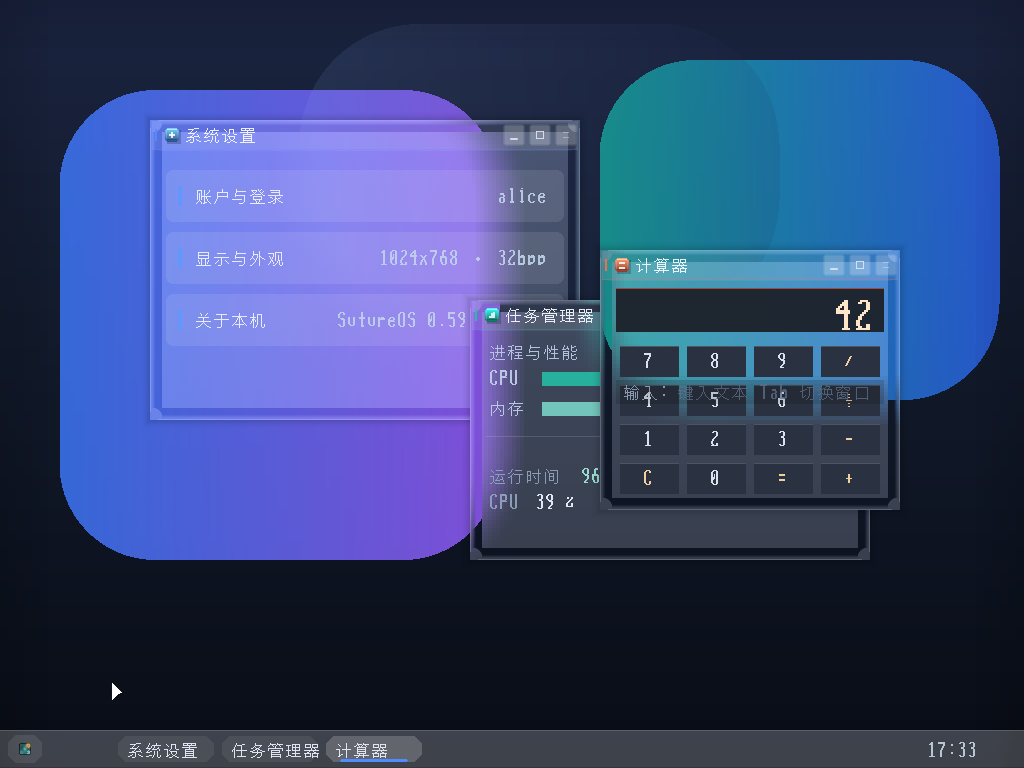 系统设置
账户与登录 alice
显示与外观 1024x768 • 32bpp
关于本机 SutureOS 0.59
任务管理器
进程与性能
CPU
内存
运行时间 96
CPU 39 %
计算器
42
7 8 9 /
输入: 键入文本 Tab 切换窗口
4 5 6
1 2 3 -
C 0 = +
系统设置 任务管理器 计算器 17:33